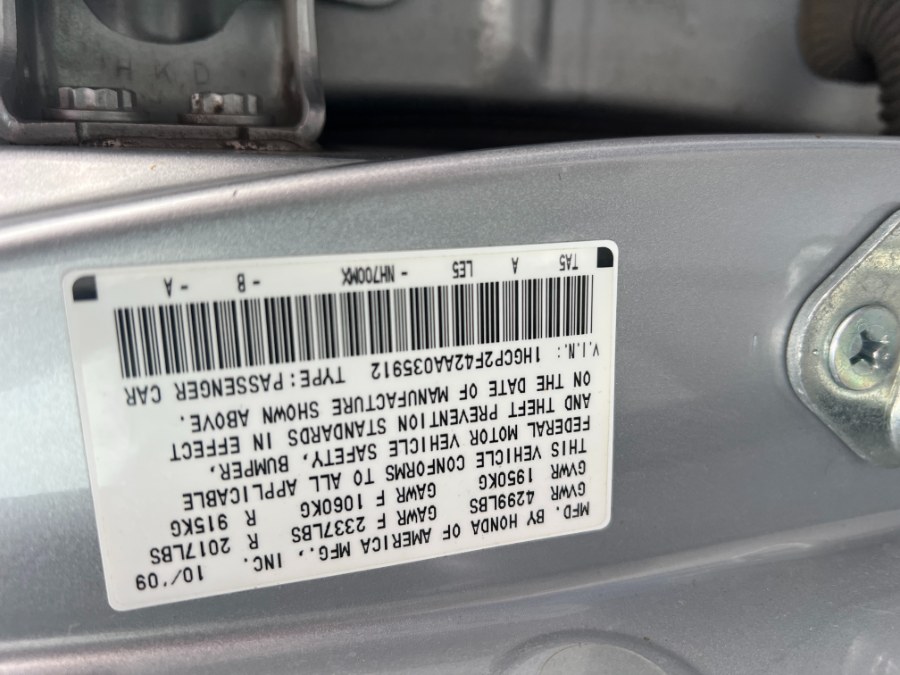 HKD
MFD. BY HONDA OF AMERICA MFG., INC. 10/'09
GVWR 4299LBS GAWR F 2337LBS R 2017LBS
GVWR 1950KG GAWR F 1060KG R 915KG
THIS VEHICLE CONFORMS TO ALL APPLICABLE
FEDERAL MOTOR VEHICLE SAFETY, BUMPER,
AND THEFT PREVENTION STANDARDS IN EFFECT
ON THE DATE OF MANUFACTURE SHOWN ABOVE.
V.I.N.: 1HGCP2F42AA035912 TYPE:PASSENGER CAR
TA5 A LE5 - NH700MX - B - A